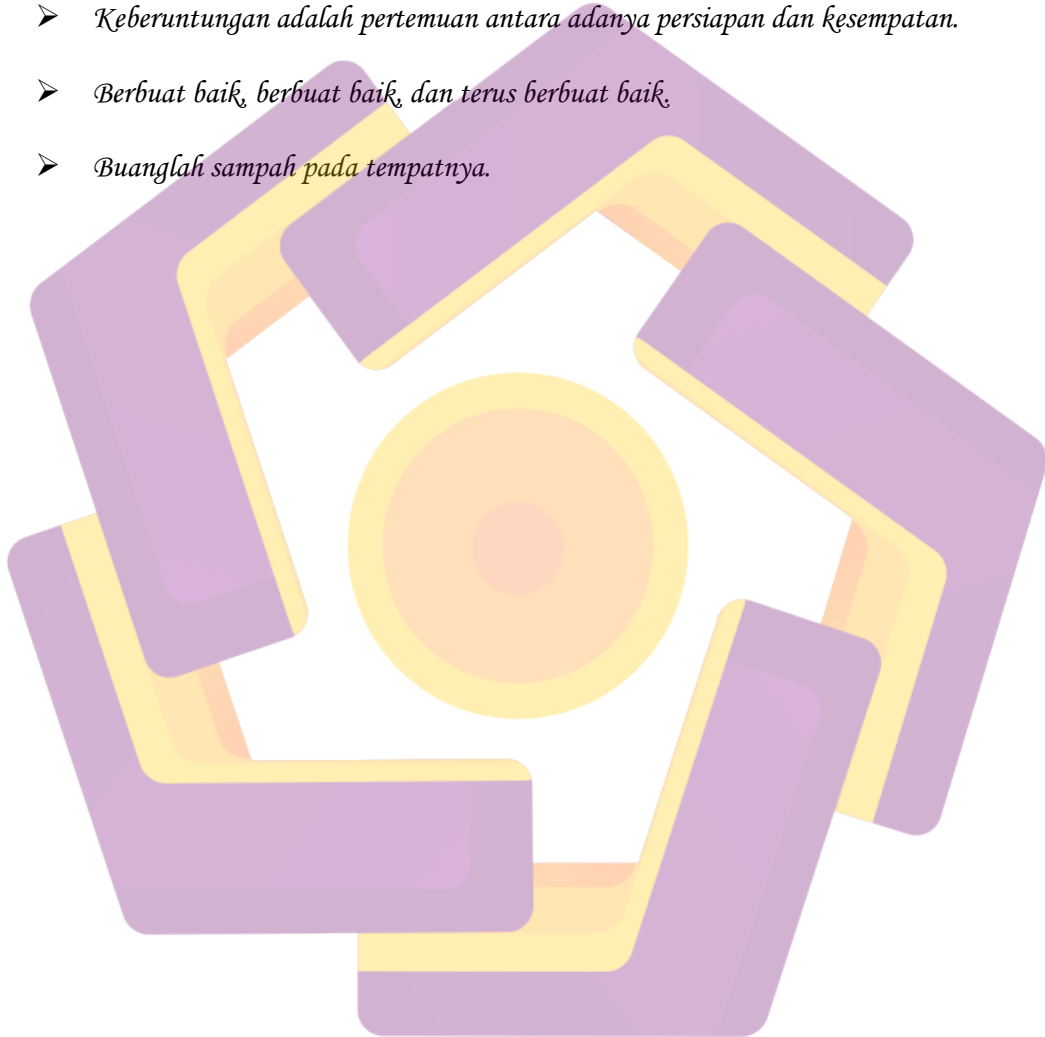 ➢ Keberuntungan adalah pertemuan antara adanya persiapan dan kesempatan.
➢ Berbuat baik, berbuat baik, dan terus berbuat baik.
➢ Buanglah sampah pada tempatnya.